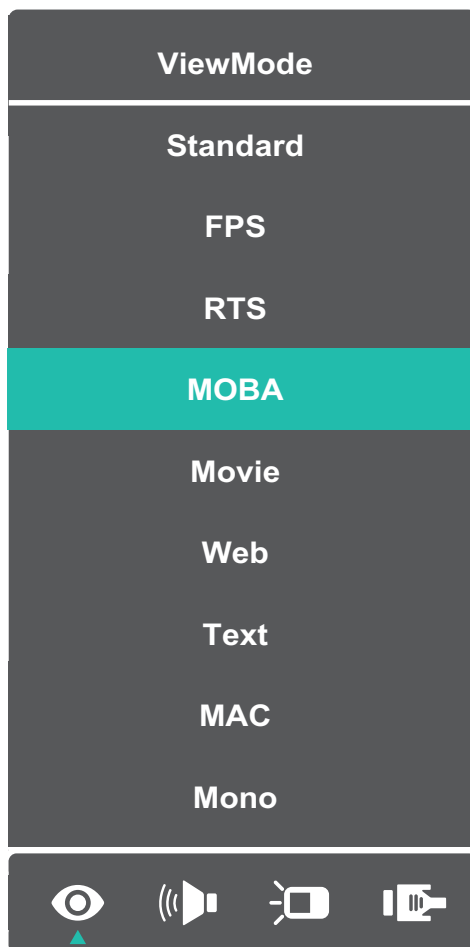 ViewMode
Standard
FPS
RTS
MOBA
Movie
Web
Text
MAC
Mono